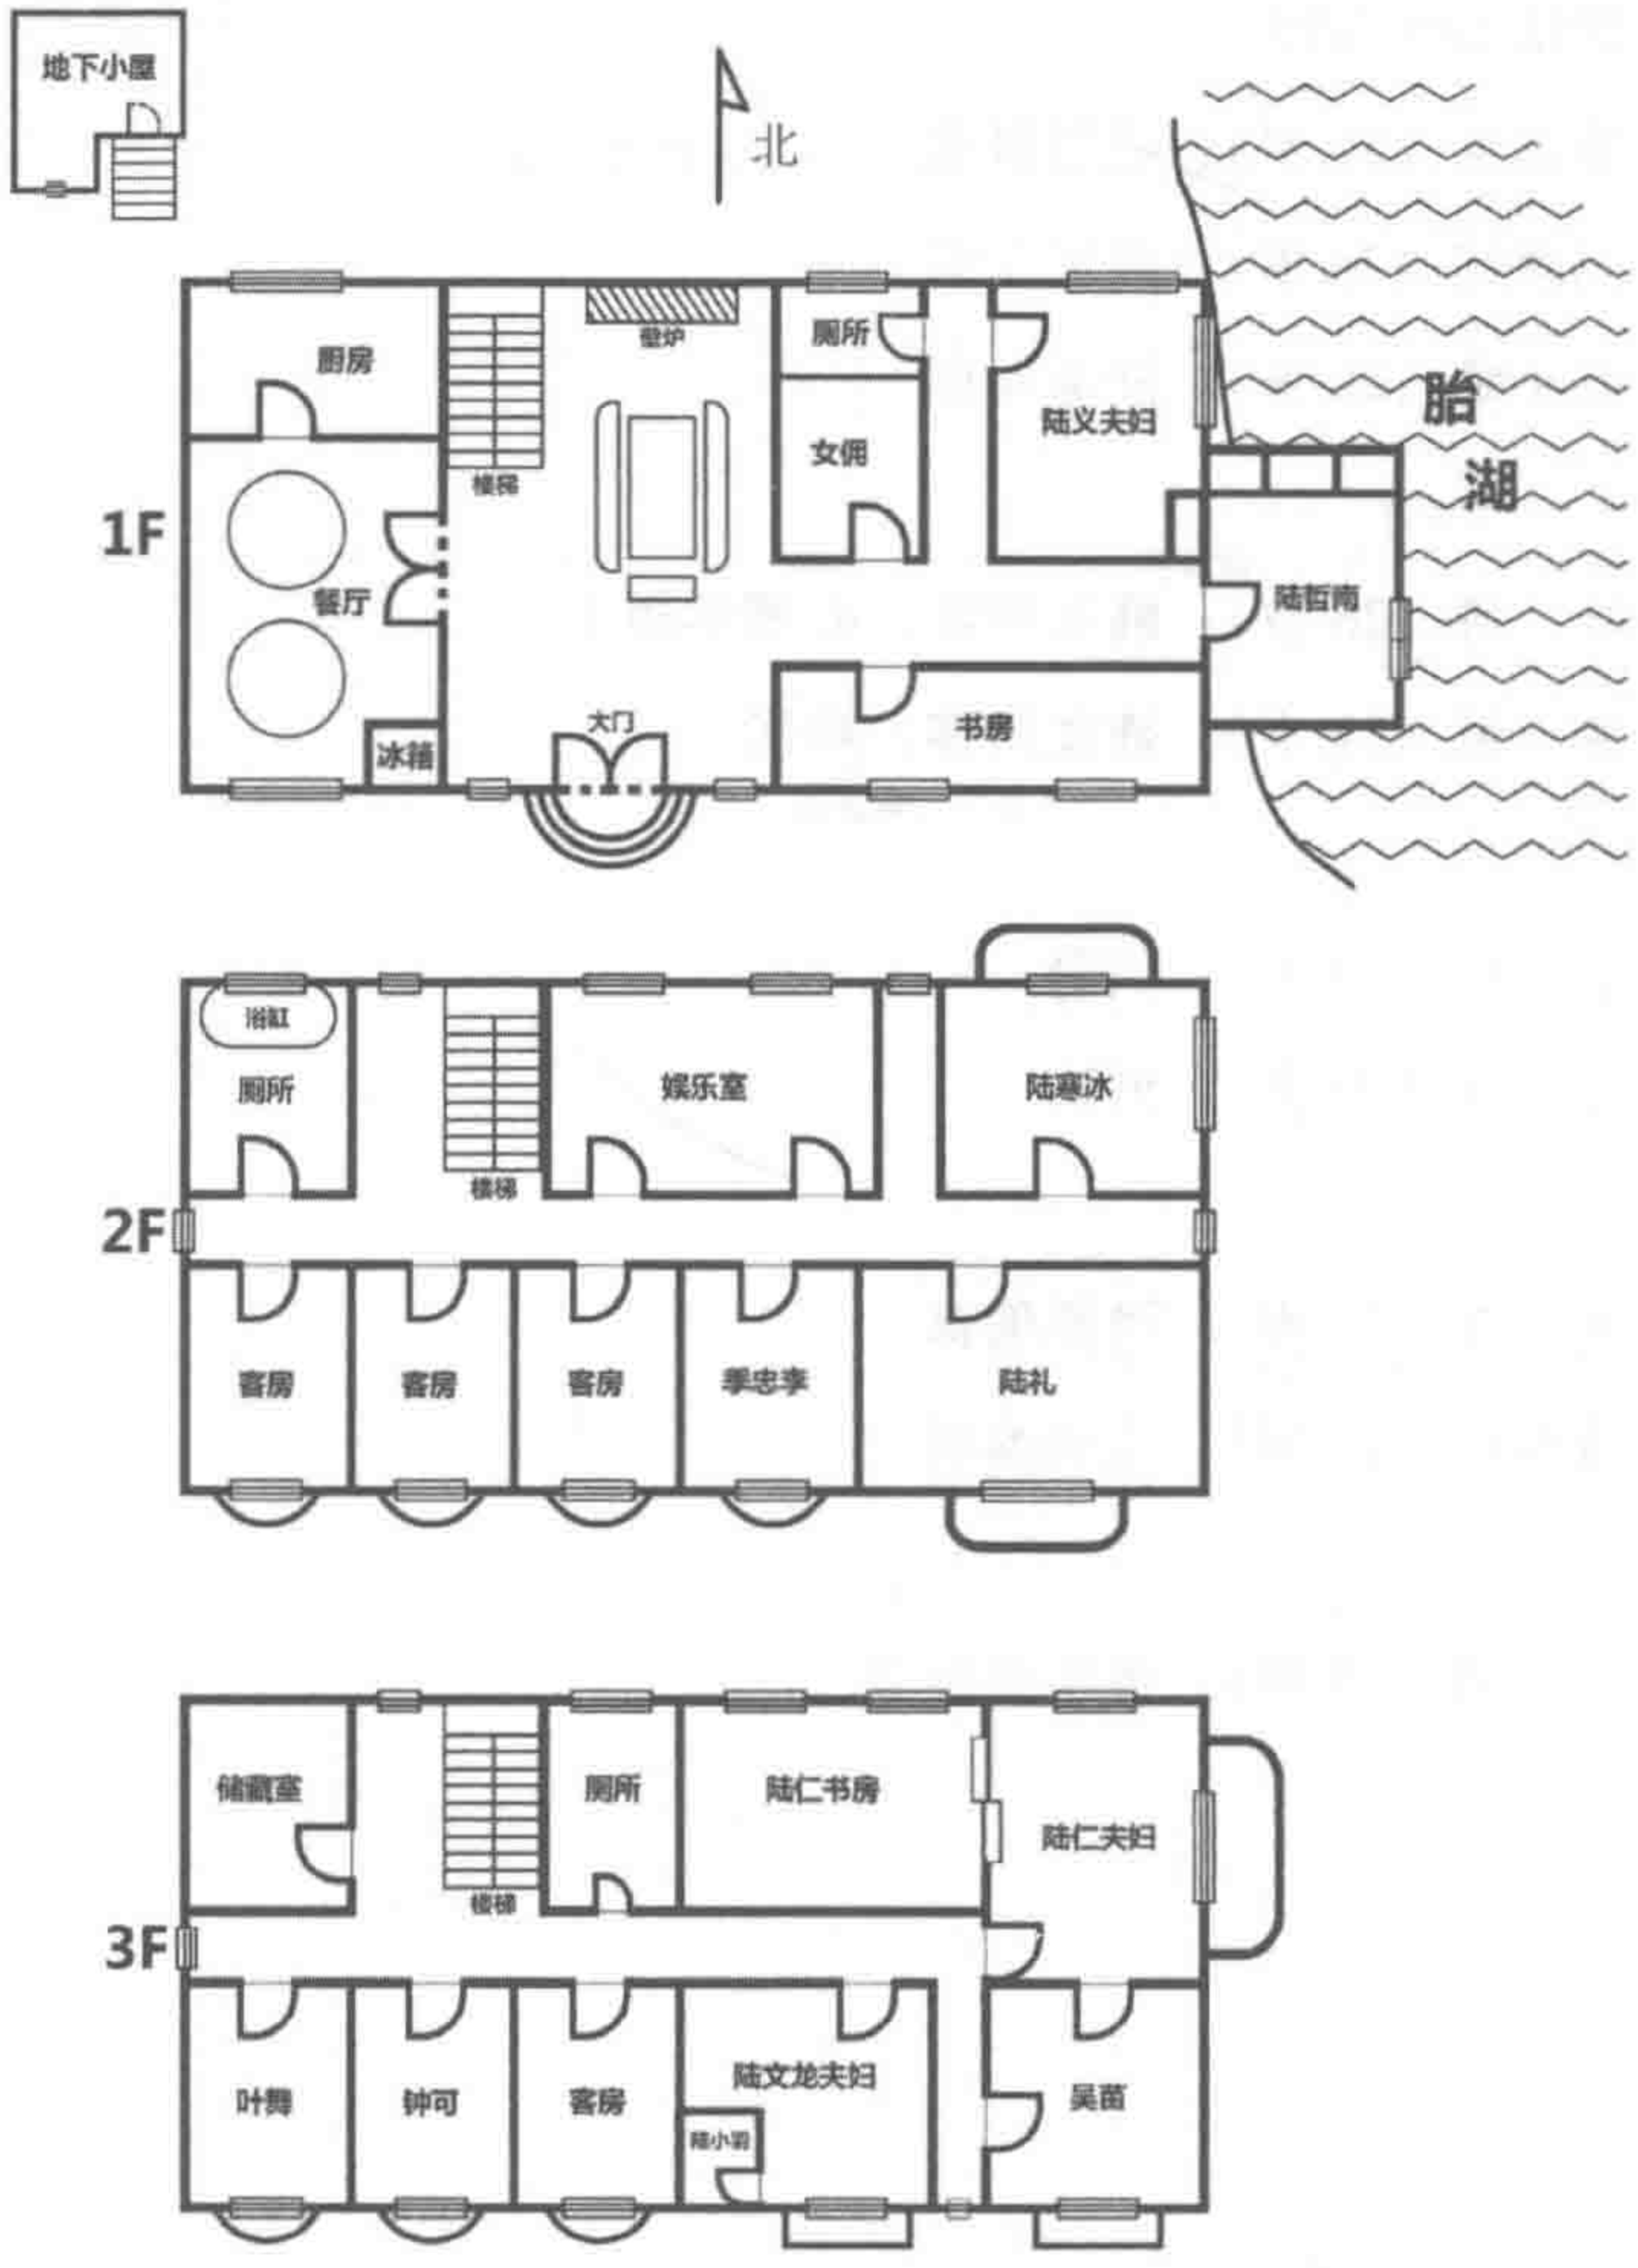 地下小屋
北
厨房
壁炉
厕所
陆义夫妇
女佣
楼梯
胎湖
1F
餐厅
陆哲南
大门
书房
冰箱
浴缸
厕所
娱乐室
陆寒冰
楼梯
2F
客房
客房
客房
季忠李
陆礼
储藏室
厕所
陆仁书房
陆仁夫妇
楼梯
3F
叶舞
钟可
客房
陆文龙夫妇
吴苗
陆小羽